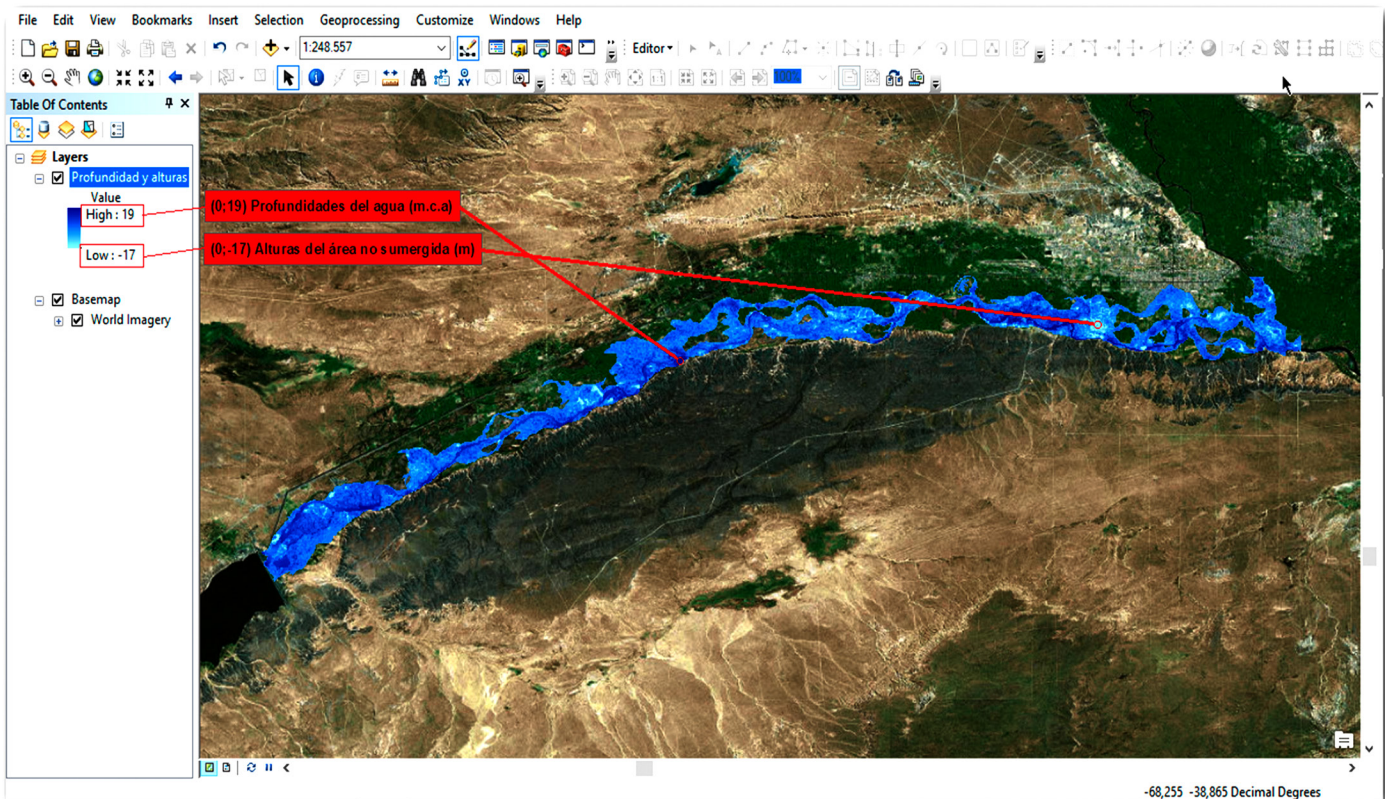 File Edit View Bookmarks Insert Selection Geoprocessing Customize Windows Help
1:248.557
Editor
100%
Table Of Contents
Layers
Profundidad y alturas
Value
High : 19
Low : -17
Basemap
World Imagery
(0;19) Profundidades del agua (m.c.a)
(0;-17) Alturas del área no sumergida (m)
-68,255 -38,865 Decimal Degrees